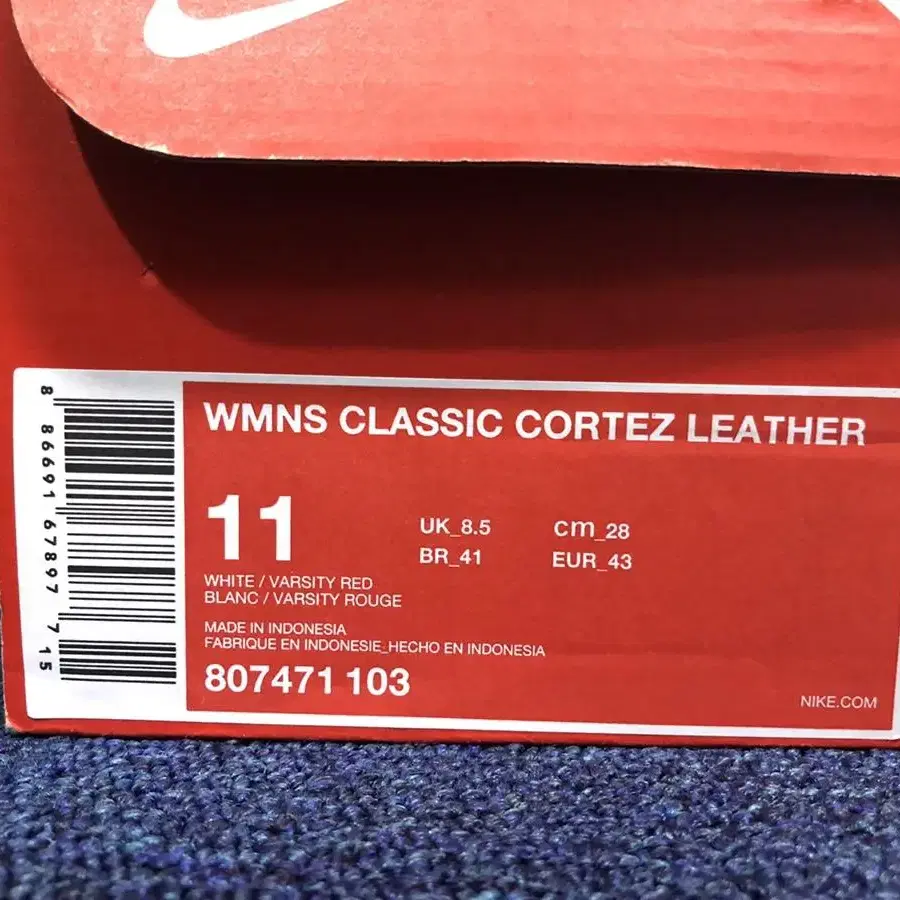 WMNS CLASSIC CORTEZ LEATHER
11
UK_8.5
cm_28
BR_41
EUR_43
WHITE / VARSITY RED
BLANC / VARSITY ROUGE
MADE IN INDONESIA
FABRIQUE EN INDONESIE_HECHO EN INDONESIA
807471 103
NIKE.COM
8 86691 67897 7 15